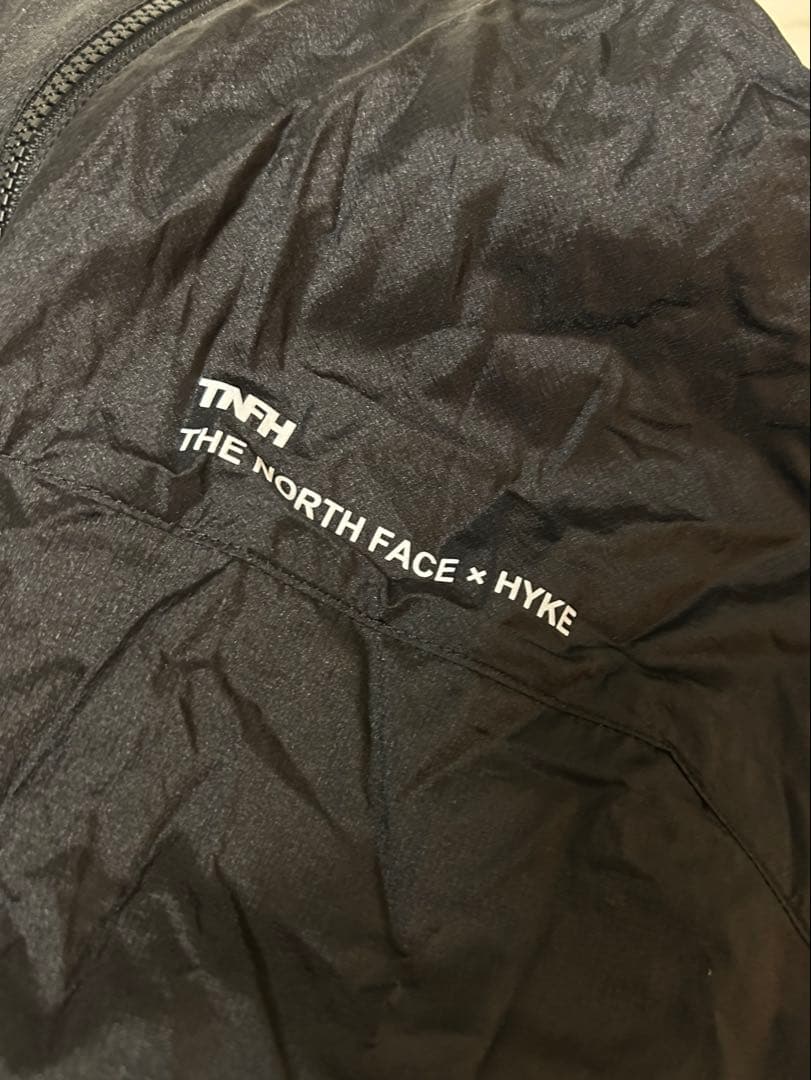 TNFH
THE NORTH FACE × HYKE